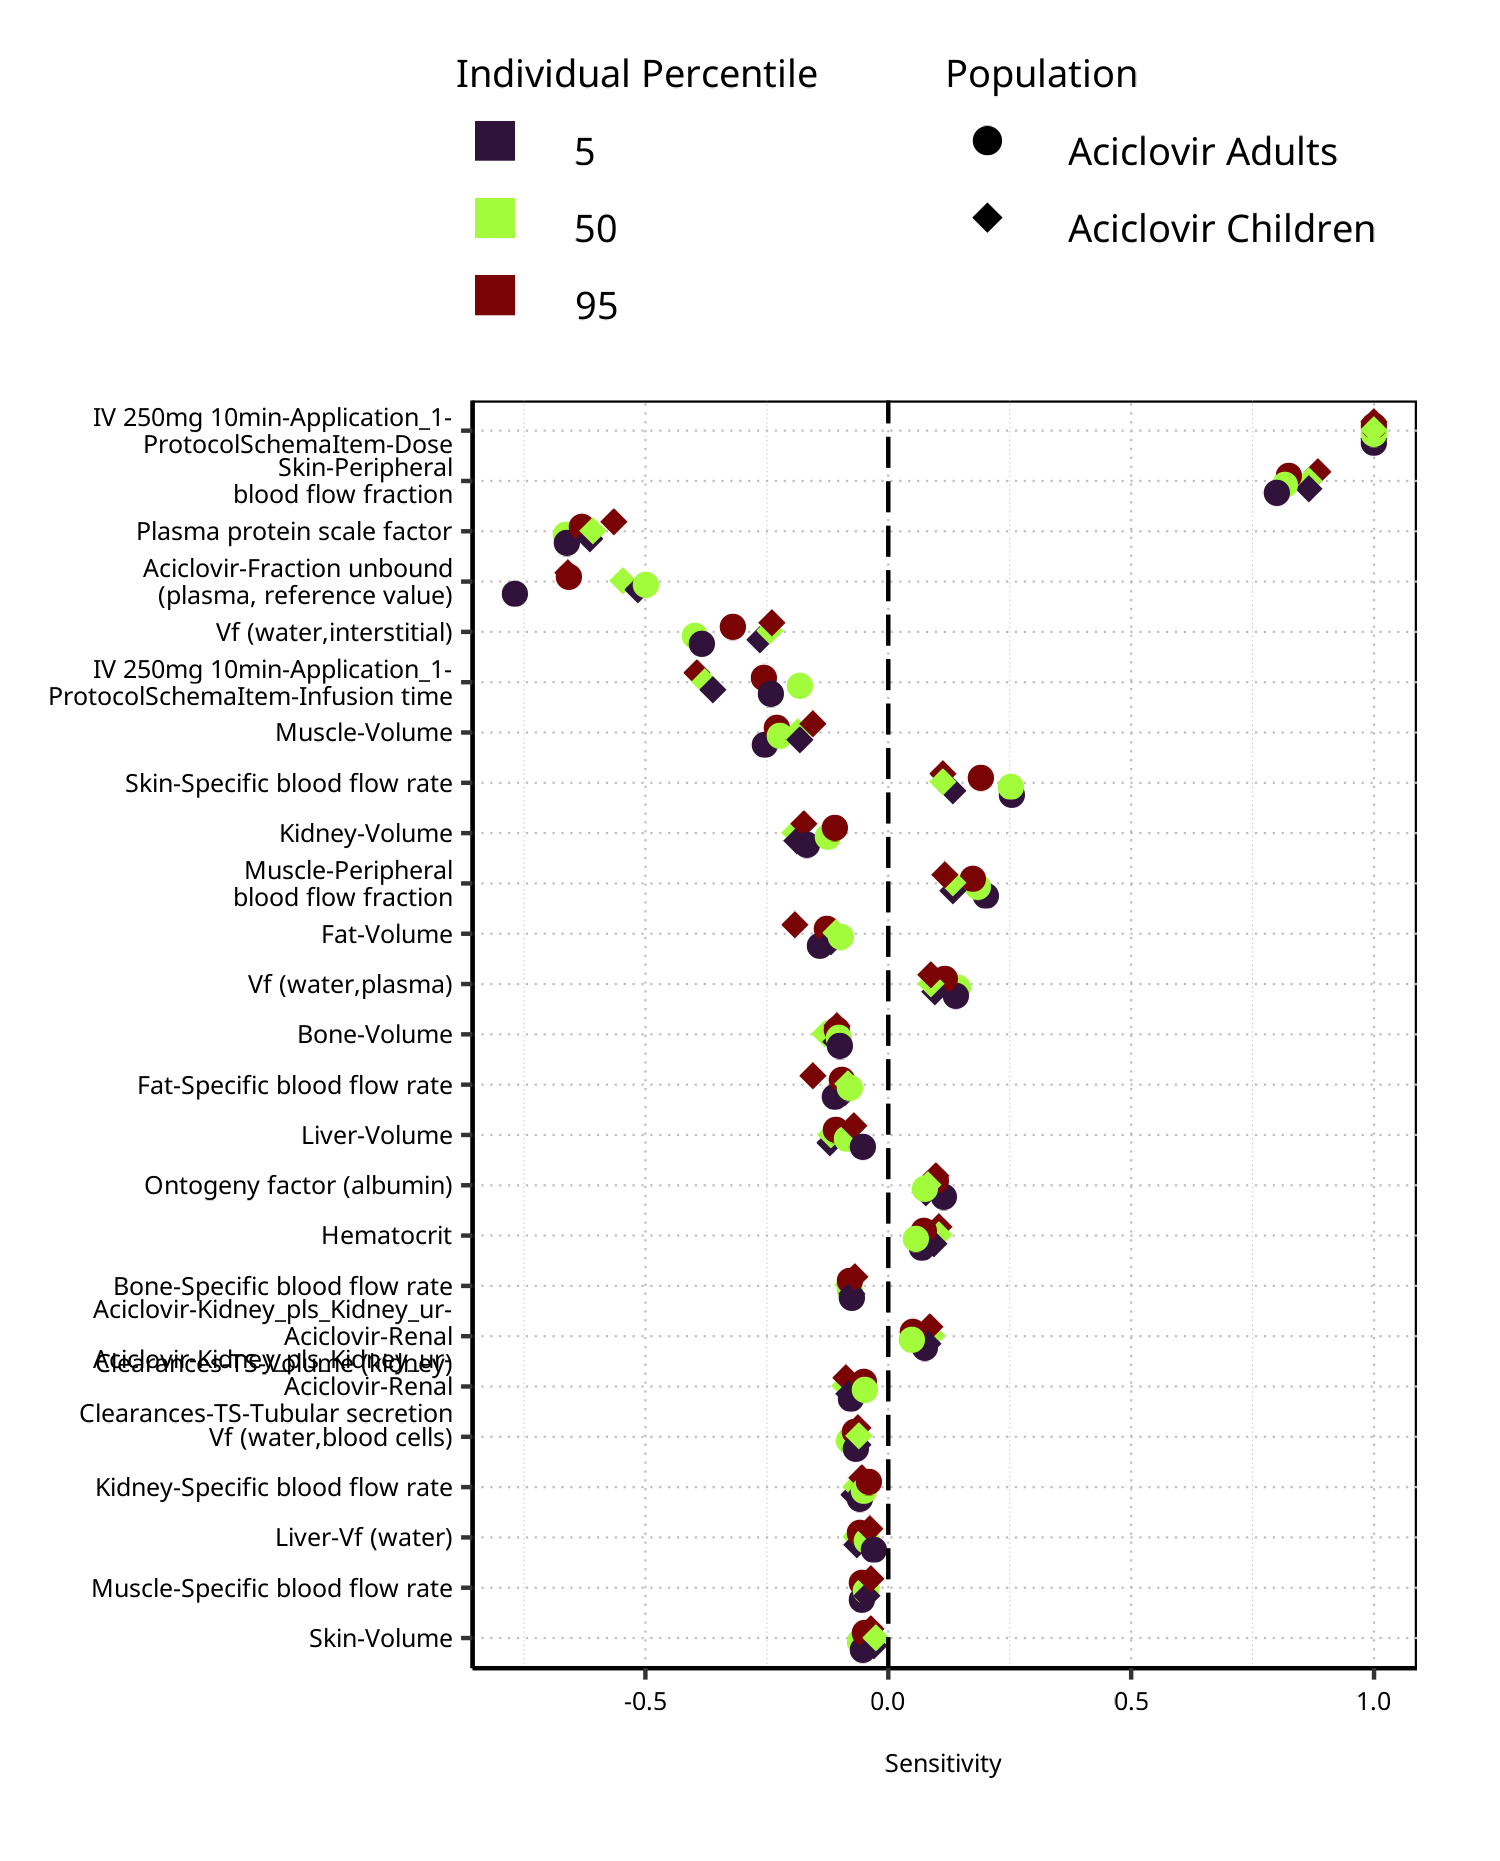 Individual Percentile
5
50
95
Population
Aciclovir Adults
Aciclovir Children
IV 250mg 10min-Application_1-
ProtocolSchemaItem-Dose
Skin-Peripheral
blood flow fraction
Plasma protein scale factor
Aciclovir-Fraction unbound
(plasma, reference value)
Vf (water,interstitial)
IV 250mg 10min-Application_1-
ProtocolSchemaItem-Infusion time
Muscle-Volume
Skin-Specific blood flow rate
Kidney-Volume
Muscle-Peripheral
blood flow fraction
Fat-Volume
Vf (water,plasma)
Bone-Volume
Fat-Specific blood flow rate
Liver-Volume
Ontogeny factor (albumin)
Hematocrit
Bone-Specific blood flow rate
Aciclovir-Kidney_pls_Kidney_ur-
Aciclovir-Renal
Clearances-TS-Volume (kidney)
Aciclovir-Kidney_pls_Kidney_ur-
Aciclovir-Renal
Clearances-TS-Tubular secretion
Vf (water,blood cells)
Kidney-Specific blood flow rate
Liver-Vf (water)
Muscle-Specific blood flow rate
Skin-Volume
-0.5
0.0
0.5
1.0
Sensitivity